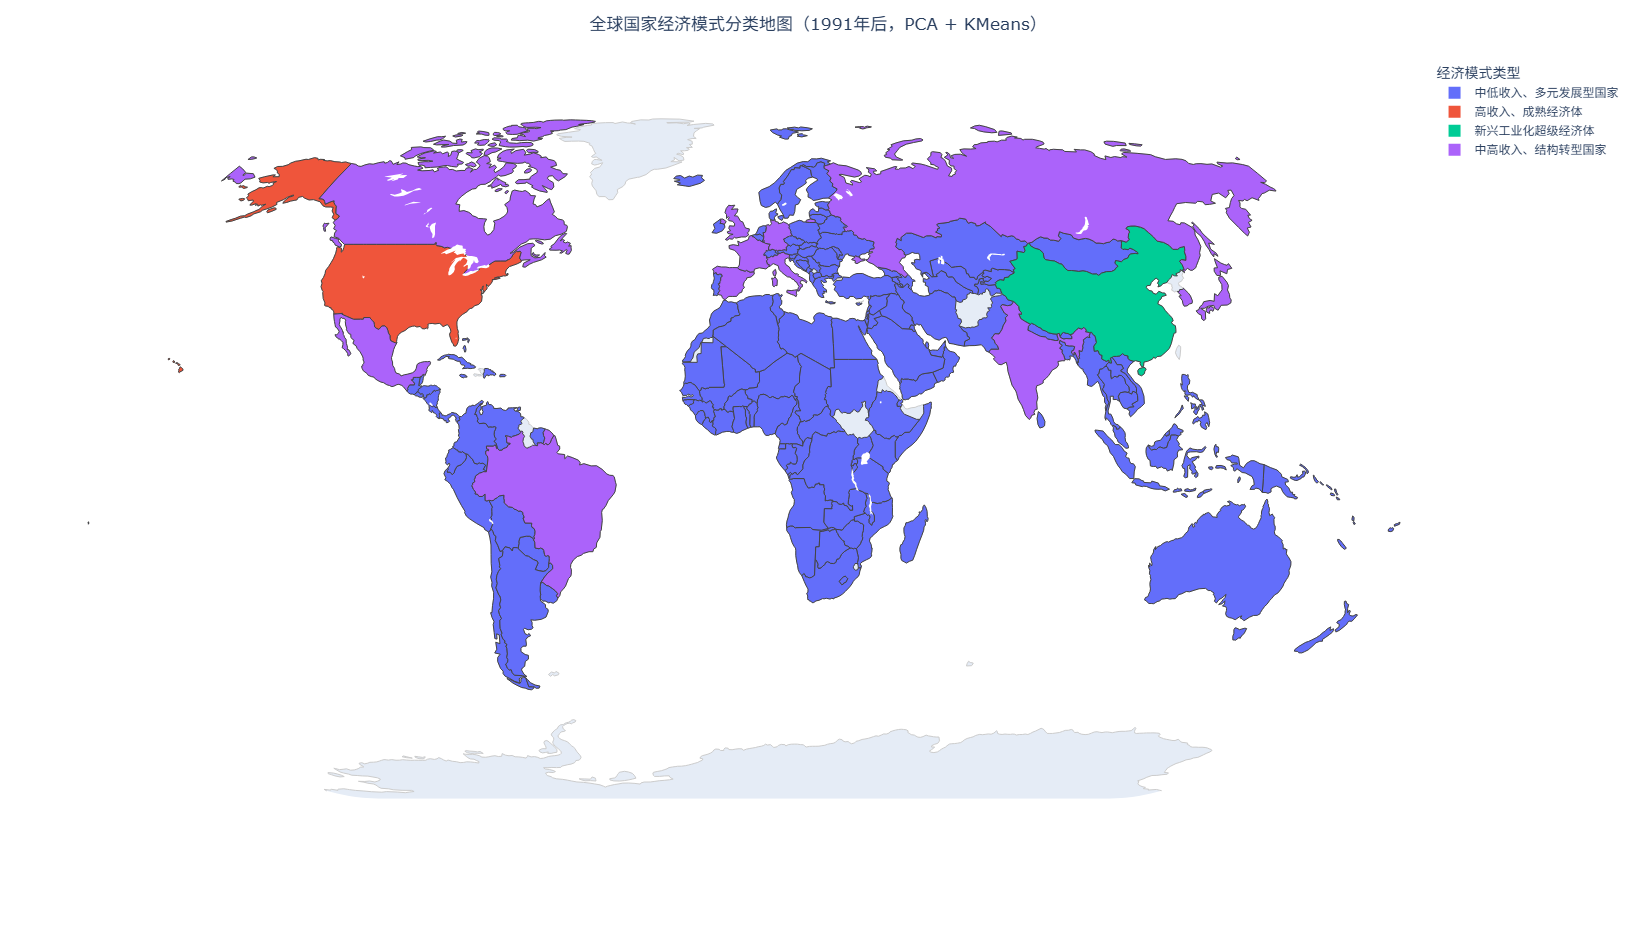 全球国家经济模式分类地图（1991年后，PCA + KMeans）
经济模式类型
中低收入、多元发展型国家
高收入、成熟经济体
新兴工业化超级经济体
中高收入、结构转型国家